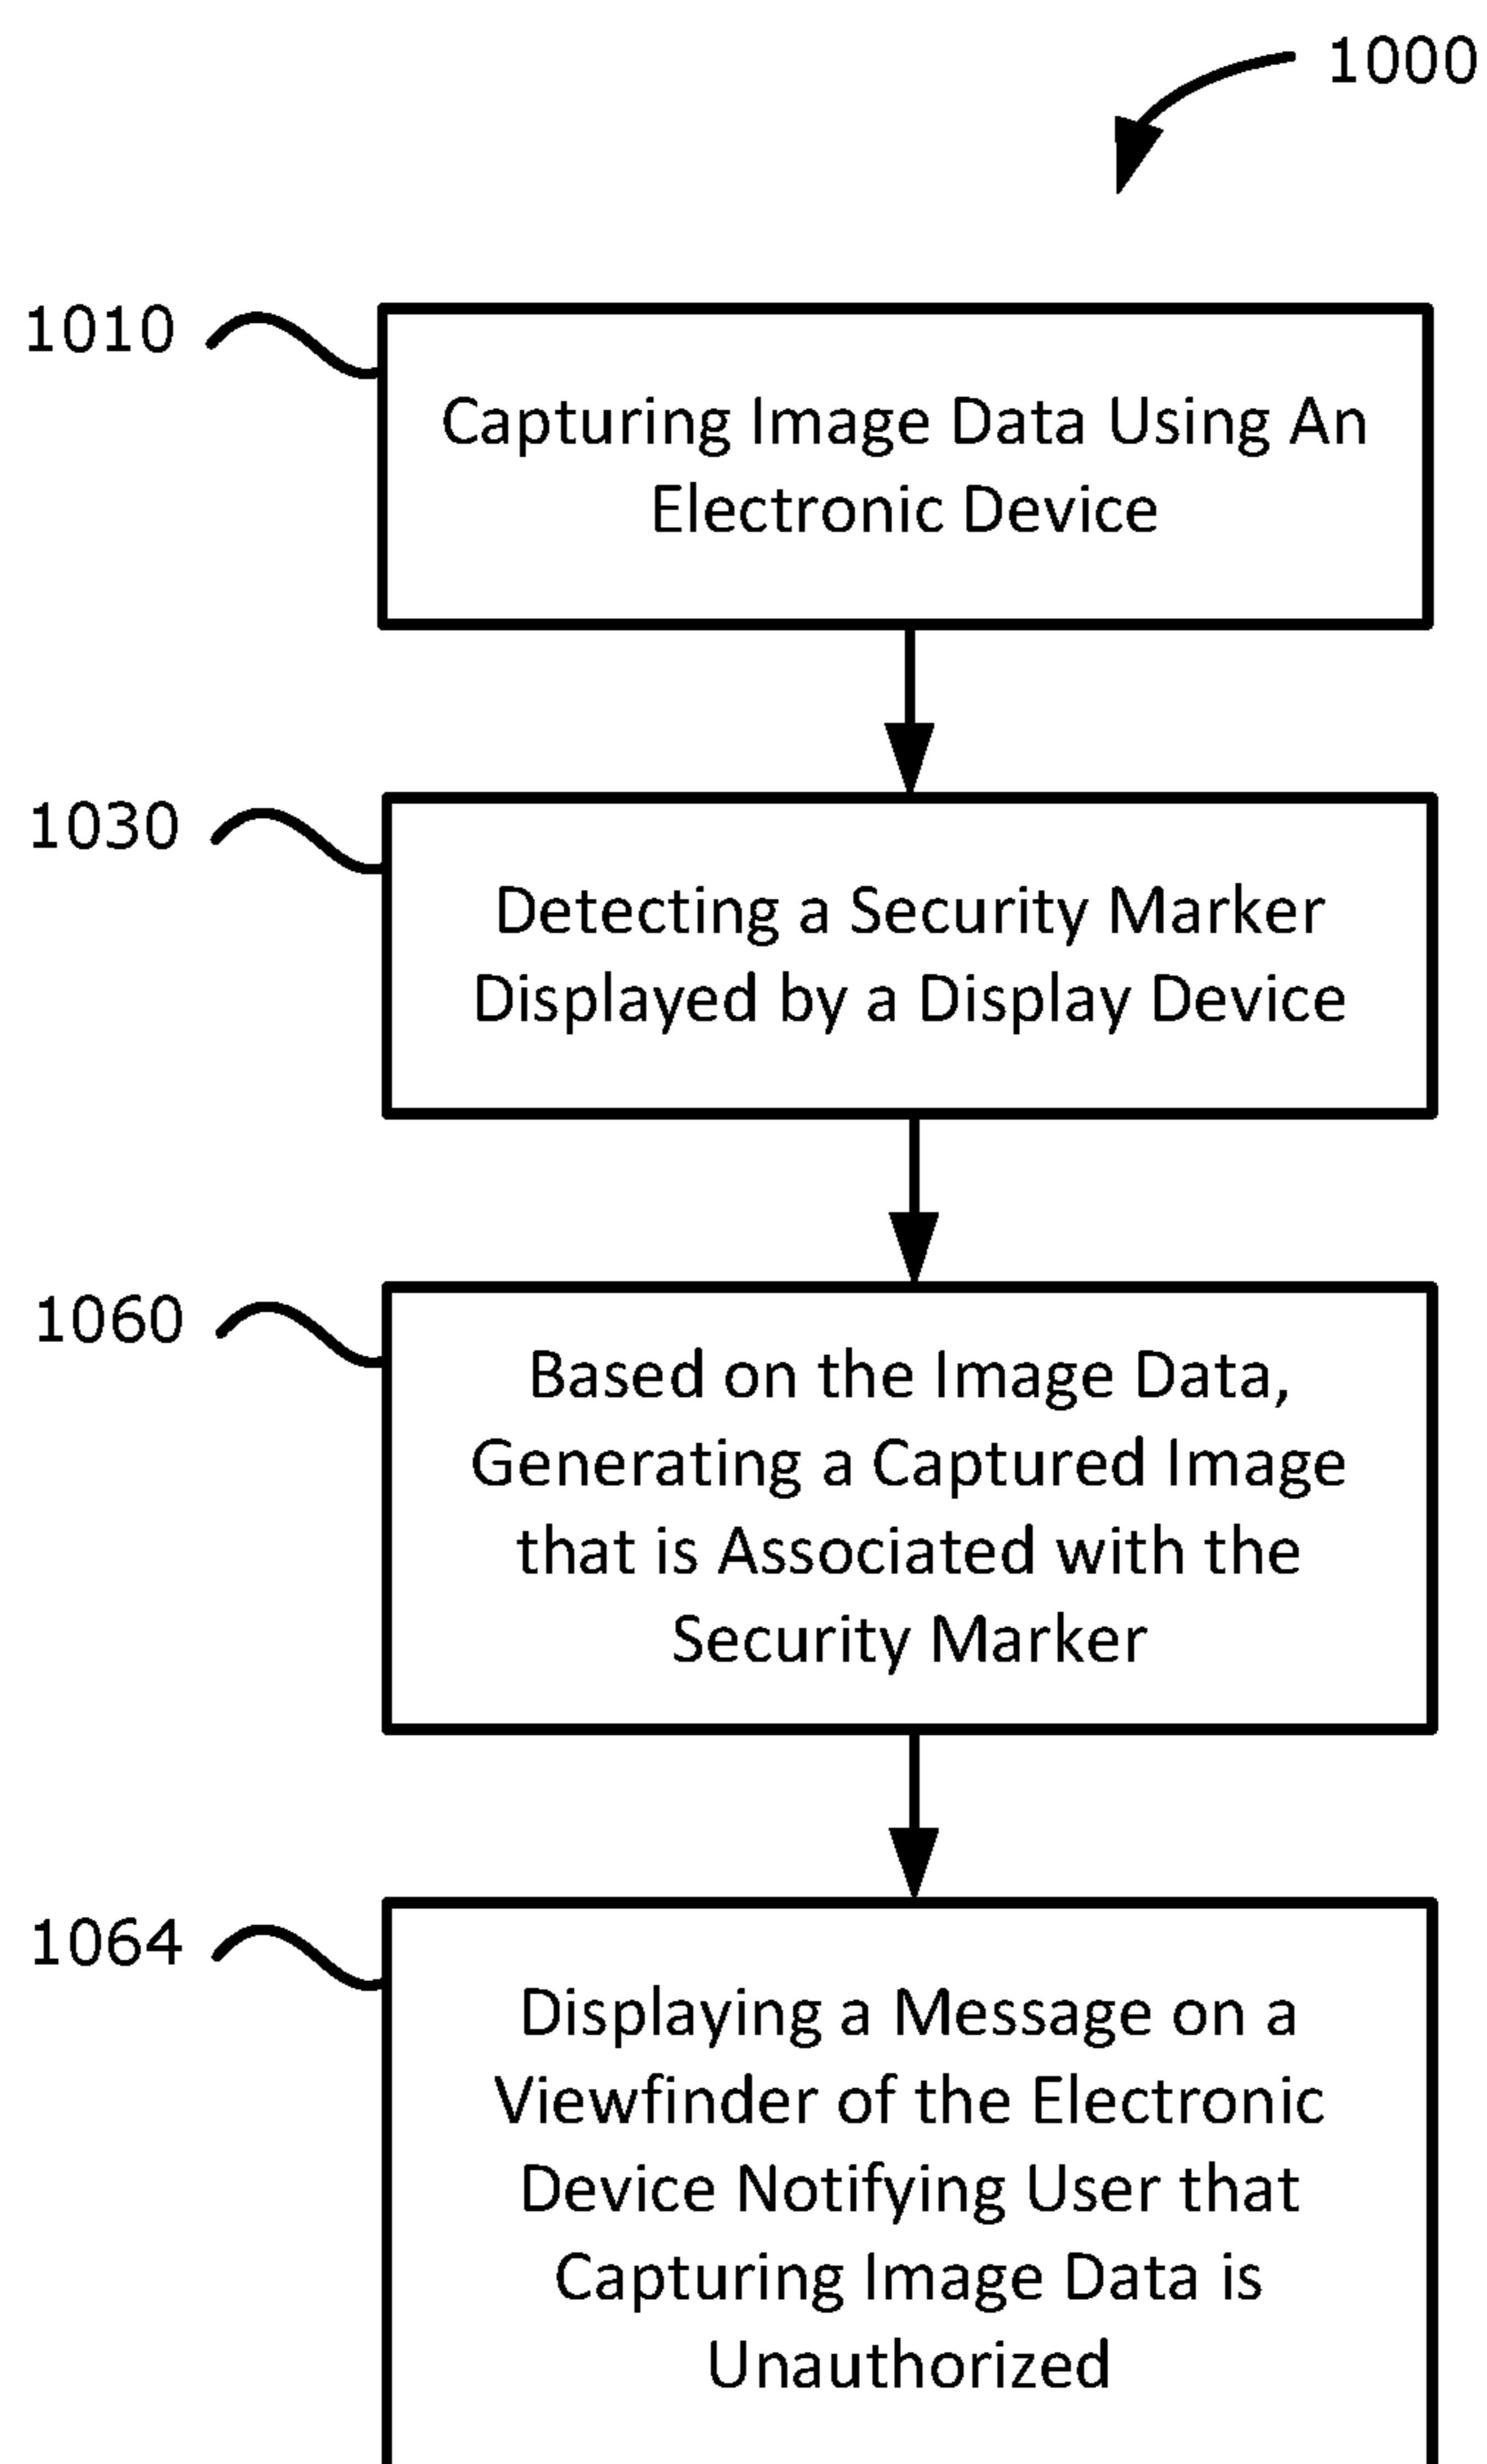 1000
1010
Capturing Image Data Using An
Electronic Device
1030
Detecting a Security Marker
Displayed by a Display Device
1060
Based on the Image Data,
Generating a Captured Image
that is Associated with the
Security Marker
1064
Displaying a Message on a
Viewfinder of the Electronic
Device Notifying User that
Capturing Image Data is
Unauthorized